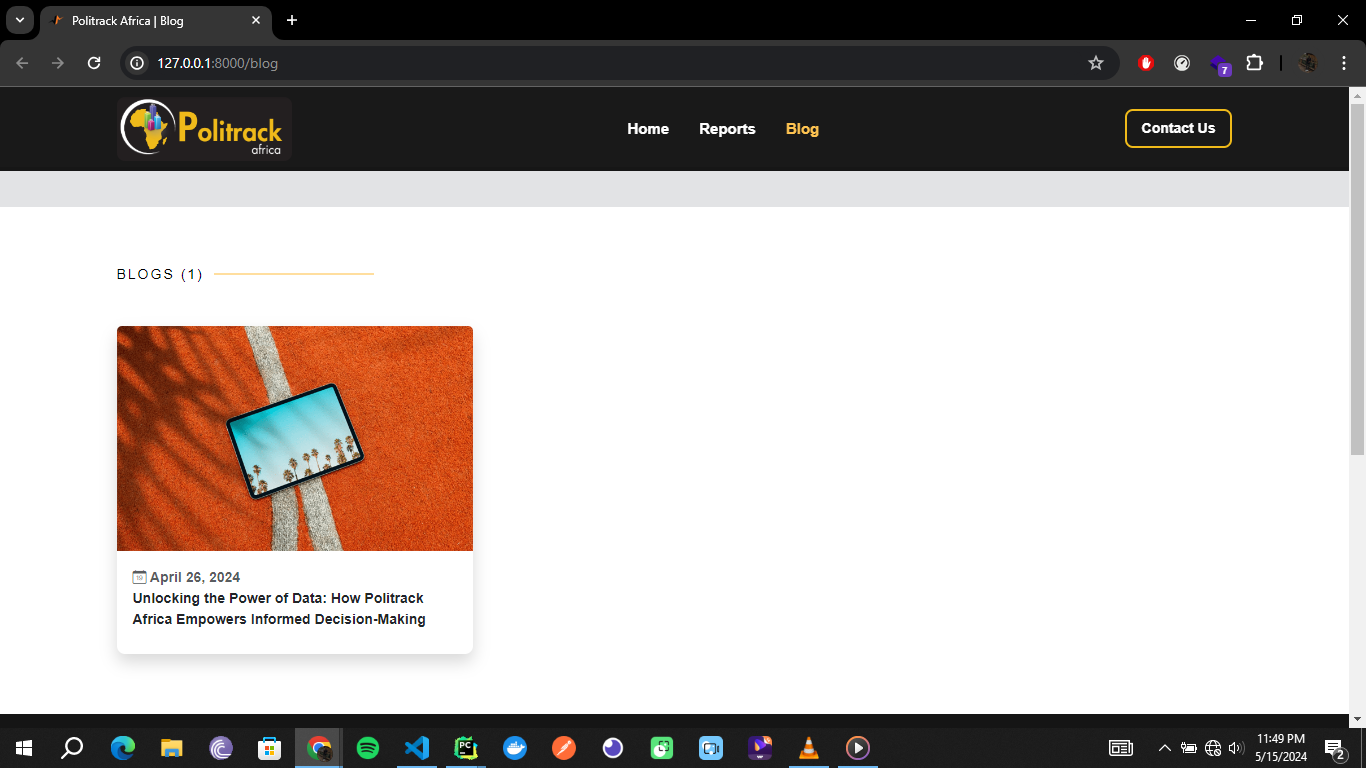 Politrack Africa | Blog
127.0.0.1:8000/blog
7
Politrack
africa
Home
Reports
Blog
Contact Us
BLOGS (1)
April 26, 2024
Unlocking the Power of Data: How Politrack
Africa Empowers Informed Decision-Making
PC
11:49 PM
5/15/2024
2